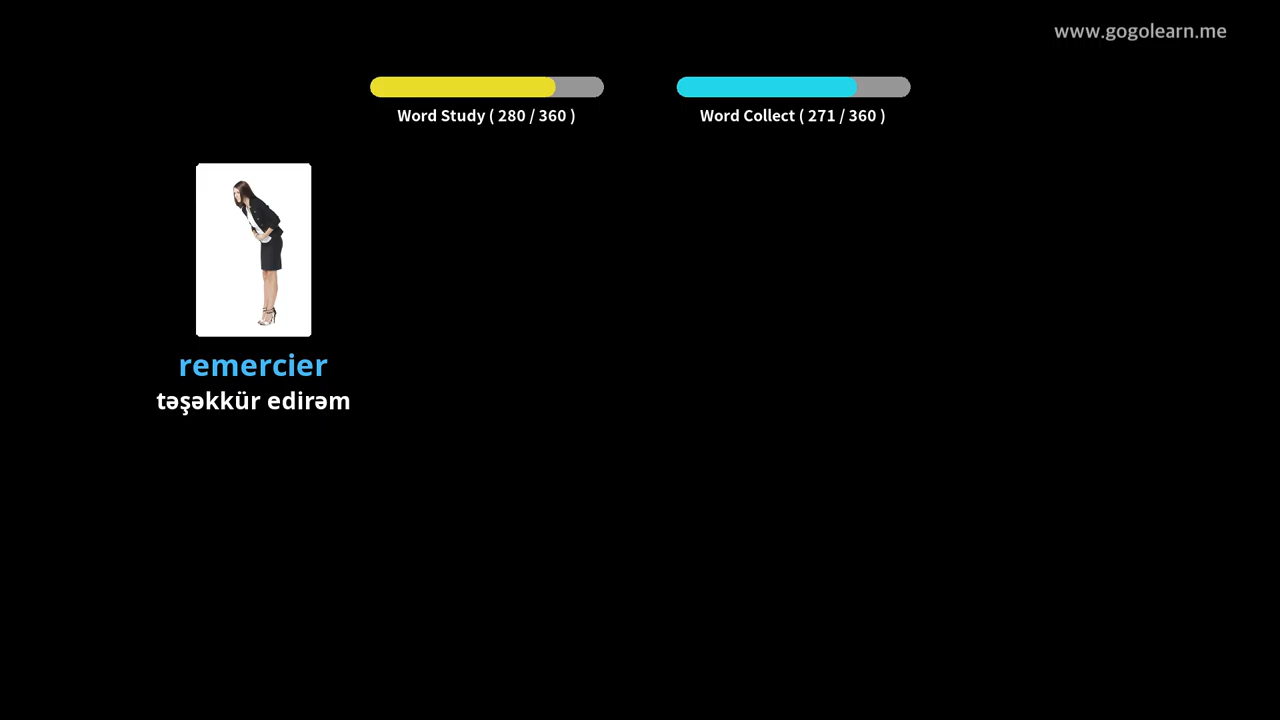 www.gogolearn.me
Word Study ( 280 / 360 )
Word Collect ( 271 / 360 )
remercier
təşəkkür edirəm